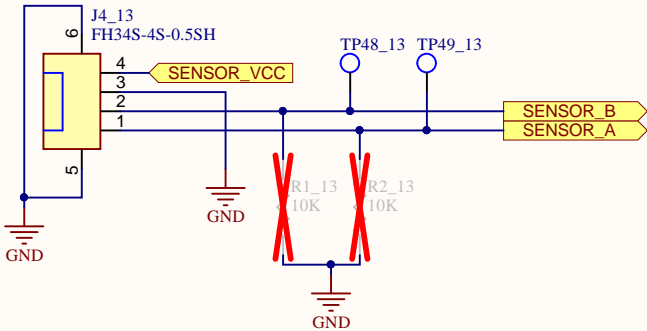 J4_13
FH34S-4S-0.5SH
6
4
SENSOR_VCC
3
2
1
5
TP48_13
TP49_13
SENSOR_B
SENSOR_A
R1_13
10K
R2_13
10K
GND
GND
GND